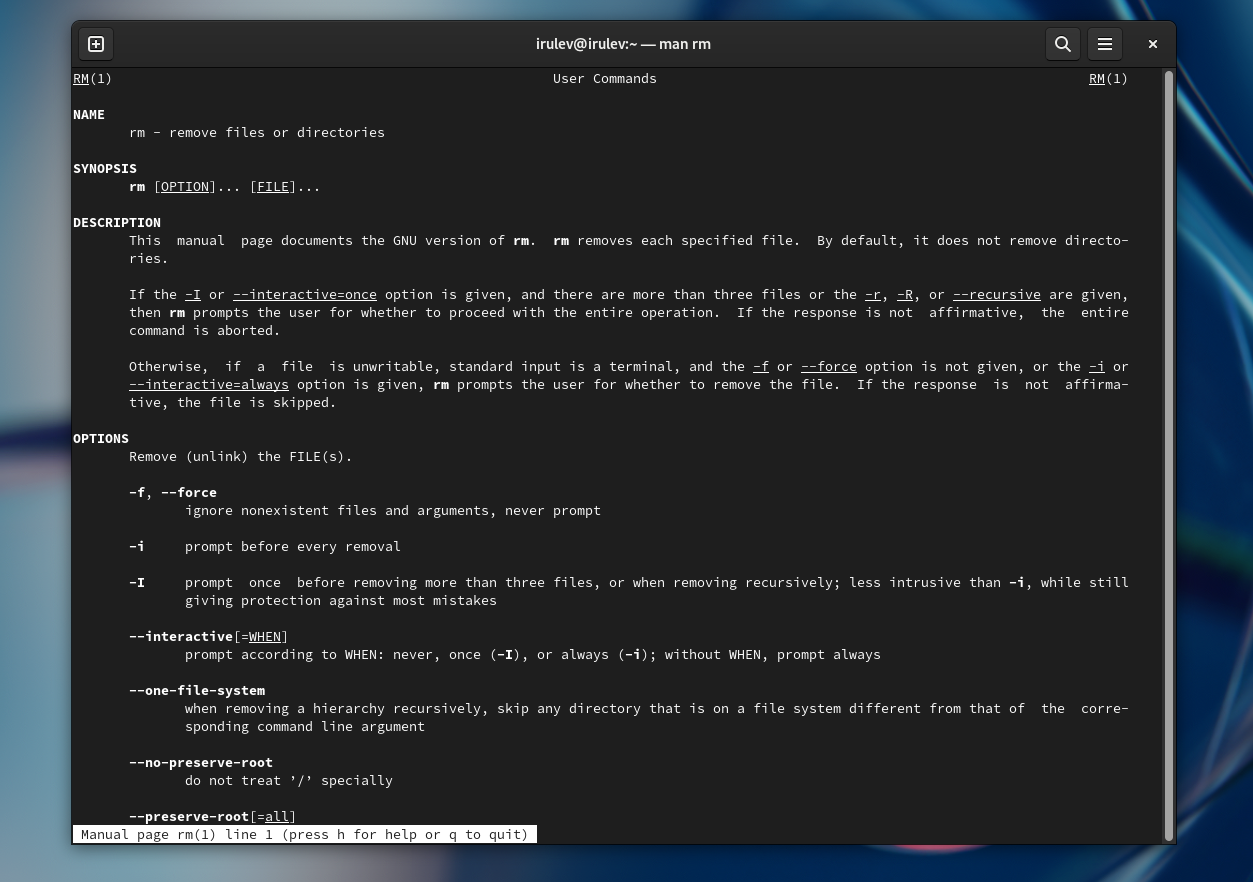 irulev@irulev:~ — man rm
RM(1) User Commands RM(1)
NAME
rm - remove files or directories
SYNOPSIS
rm [OPTION]... [FILE]...
DESCRIPTION
This manual page documents the GNU version of rm. rm removes each specified file. By default, it does not remove directo-
ries.
If the -I or --interactive=once option is given, and there are more than three files or the -r, -R, or --recursive are given,
then rm prompts the user for whether to proceed with the entire operation. If the response is not affirmative, the entire
command is aborted.
Otherwise, if a file is unwritable, standard input is a terminal, and the -f or --force option is not given, or the -i or
--interactive=always option is given, rm prompts the user for whether to remove the file. If the response is not affirma-
tive, the file is skipped.
OPTIONS
Remove (unlink) the FILE(s).
-f, --force
ignore nonexistent files and arguments, never prompt
-i prompt before every removal
-I prompt once before removing more than three files, or when removing recursively; less intrusive than -i, while still
giving protection against most mistakes
--interactive[=WHEN]
prompt according to WHEN: never, once (-I), or always (-i); without WHEN, prompt always
--one-file-system
when removing a hierarchy recursively, skip any directory that is on a file system different from that of the corre-
sponding command line argument
--no-preserve-root
do not treat ’/’ specially
--preserve-root[=all]
Manual page rm(1) line 1 (press h for help or q to quit)